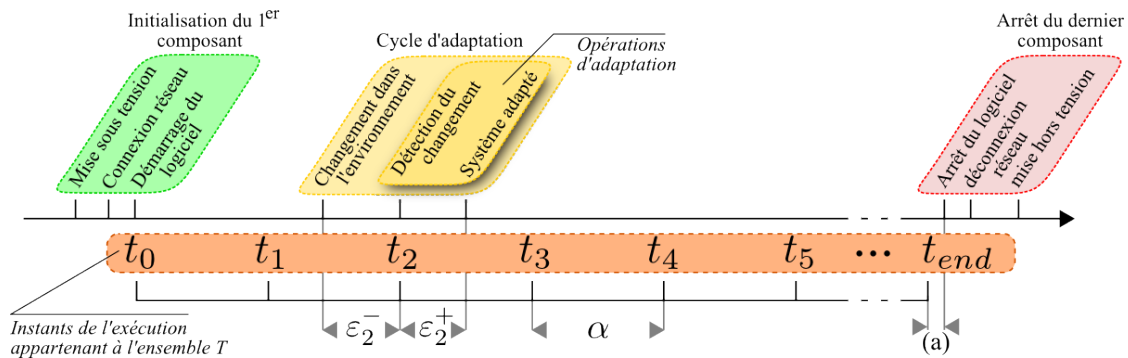 Initialisation du 1er
composant
Cycle d'adaptation
Opérations
d'adaptation
Arrêt du dernier
composant
Mise sous tension
Connexion réseau
Démarrage du
logiciel
Changement dans
l'environnement
Détection du
changement
Système adapté
Arrêt du logiciel
déconnexion
réseau
mise hors tension
t0 t1 t2 t3 t4 t5 ... tend
Instants de l'exécution
appartenant à l'ensemble T
ε2− ε2+ α (a)